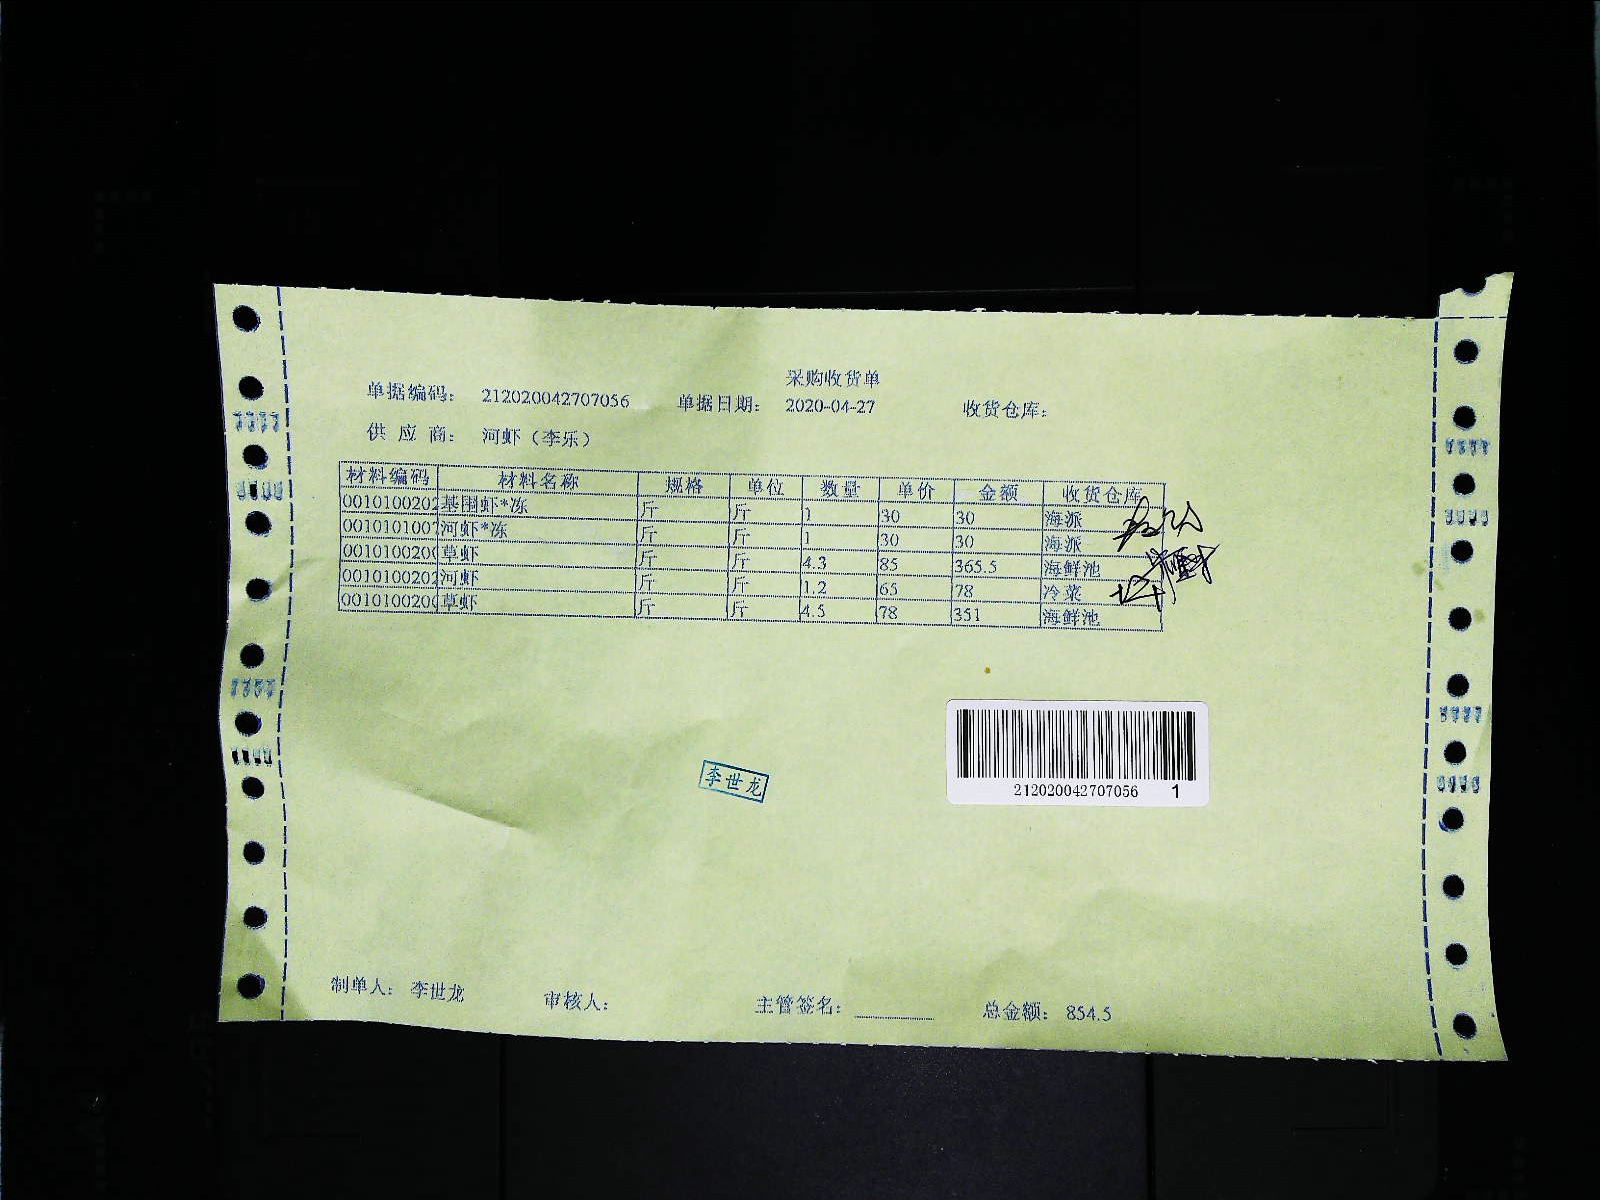 采购收货单
单据编码： 212020042707056 单据日期： 2020-04-27 收货仓库：
供 应 商： 河虾（李乐）
材料编码 材料名称 规格 单位 数量 单价 金额 收货仓库
0010100202 基围虾*冻 斤 斤 1 30 30 海派
0010101007 河虾*冻 斤 斤 1 30 30 海派
0010100200 草虾 斤 斤 4.3 85 365.5 海鲜池
0010100202 河虾 斤 斤 1.2 65 78 冷菜
0010100200 草虾 斤 斤 4.5 78 351 海鲜池
李世龙
212020042707056 1
制单人： 李世龙 审核人： 主管签名： 总金额： 854.5